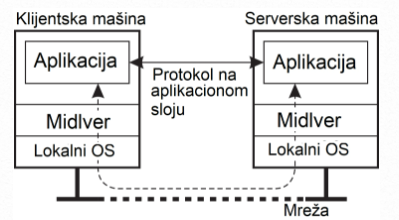 Klijentska mašina
Serverska mašina
Aplikacija
Aplikacija
Protokol na
aplikacionom
sloju
Midlver
Midlver
Lokalni OS
Lokalni OS
Mreža